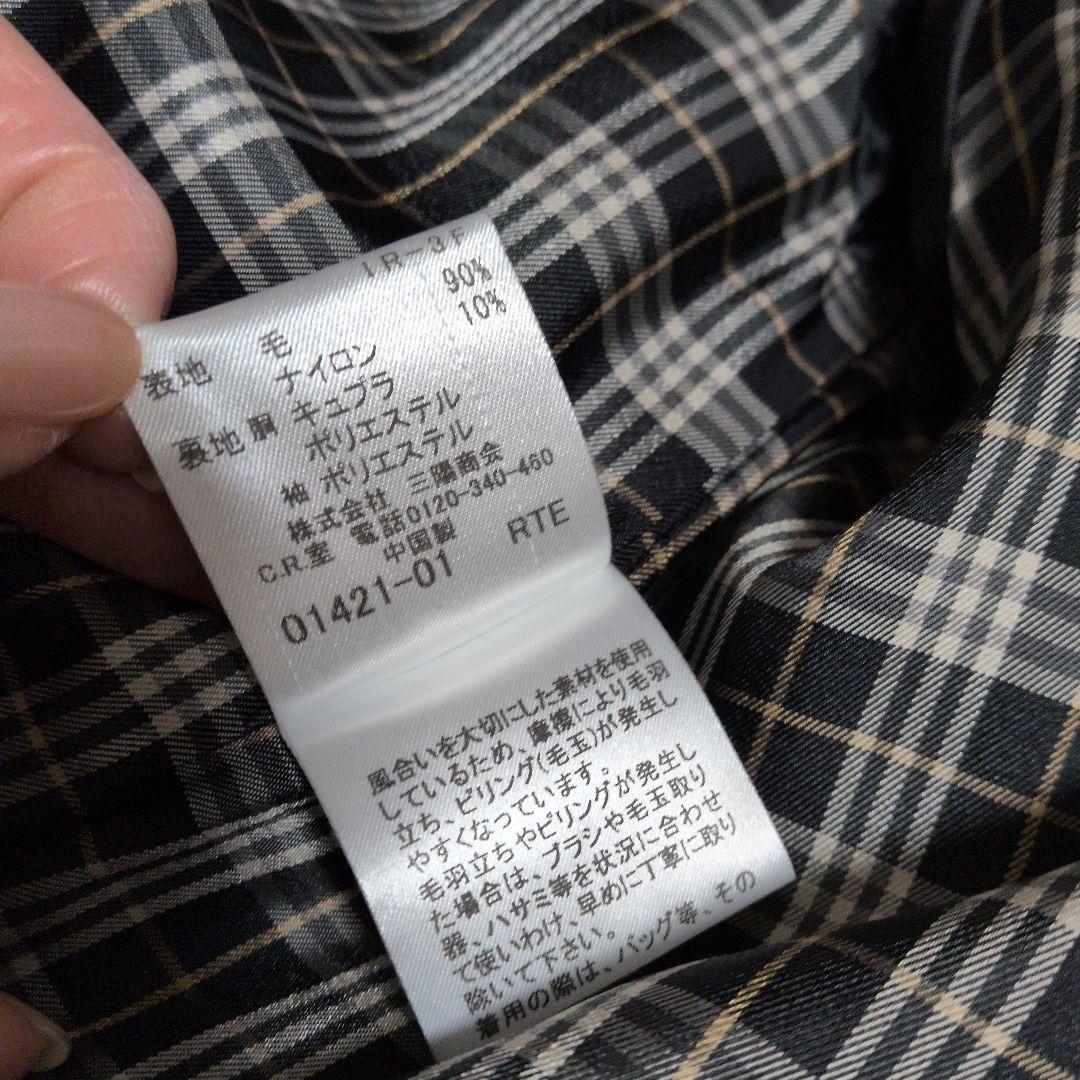 表地 毛 90%
ナイロン 10%
裏地 胴 キュプラ
ポリエステル
袖 ポリエステル
株式会社 三陽商会
C.R.室 電話0120-340-460
中国製 RTE
01421-01
風合いを大切にした素材を使用
しているため、摩擦により毛羽
立ち、ピリング(毛玉)が発生し
やすくなっています。
毛羽立ちやピリングが発生し
た場合は、ブラシや毛玉取り
器、ハサミ等を状況に合わせ
て使いわけ、早めに丁寧に取り
除いて下さい。
着用の際は、バッグ等、その